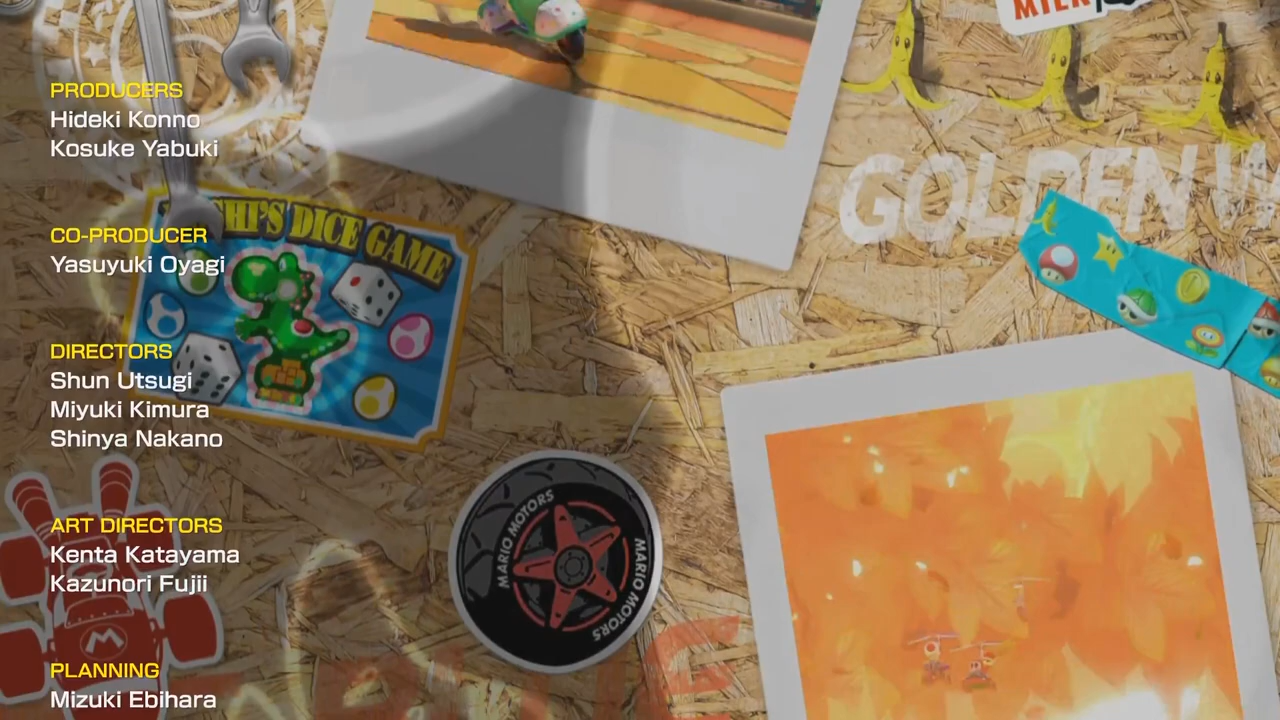 PRODUCERS
Hideki Konno
Kosuke Yabuki
CO-PRODUCER
Yasuyuki Oyagi
DIRECTORS
Shun Utsugi
Miyuki Kimura
Shinya Nakano
ART DIRECTORS
Kenta Katayama
Kazunori Fujii
PLANNING
Mizuki Ebihara
DICE GAME
MARIO MOTORS
MARIO MOTORS
GOLDEN
M